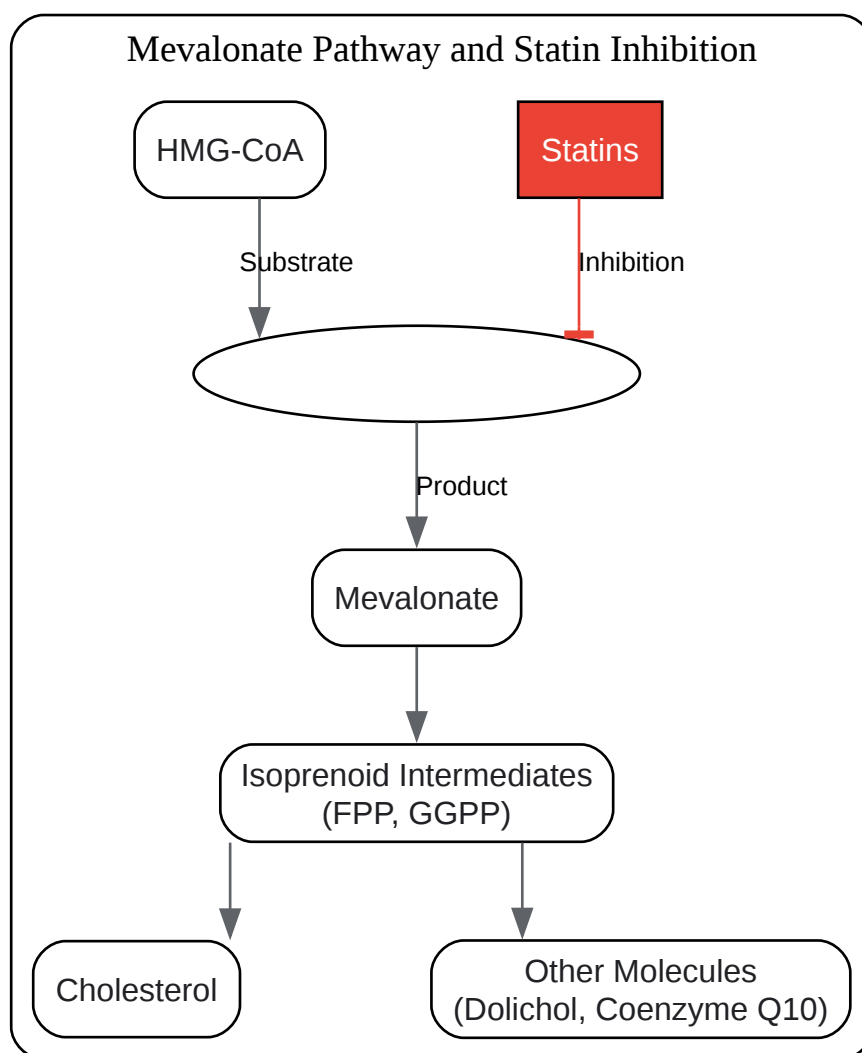 Mevalonate Pathway and Statin Inhibition
HMG-CoA
Statins
Substrate
Inhibition
Product
Mevalonate
Isoprenoid Intermediates
(FPP, GGPP)
Cholesterol
Other Molecules
(Dolichol, Coenzyme Q10)